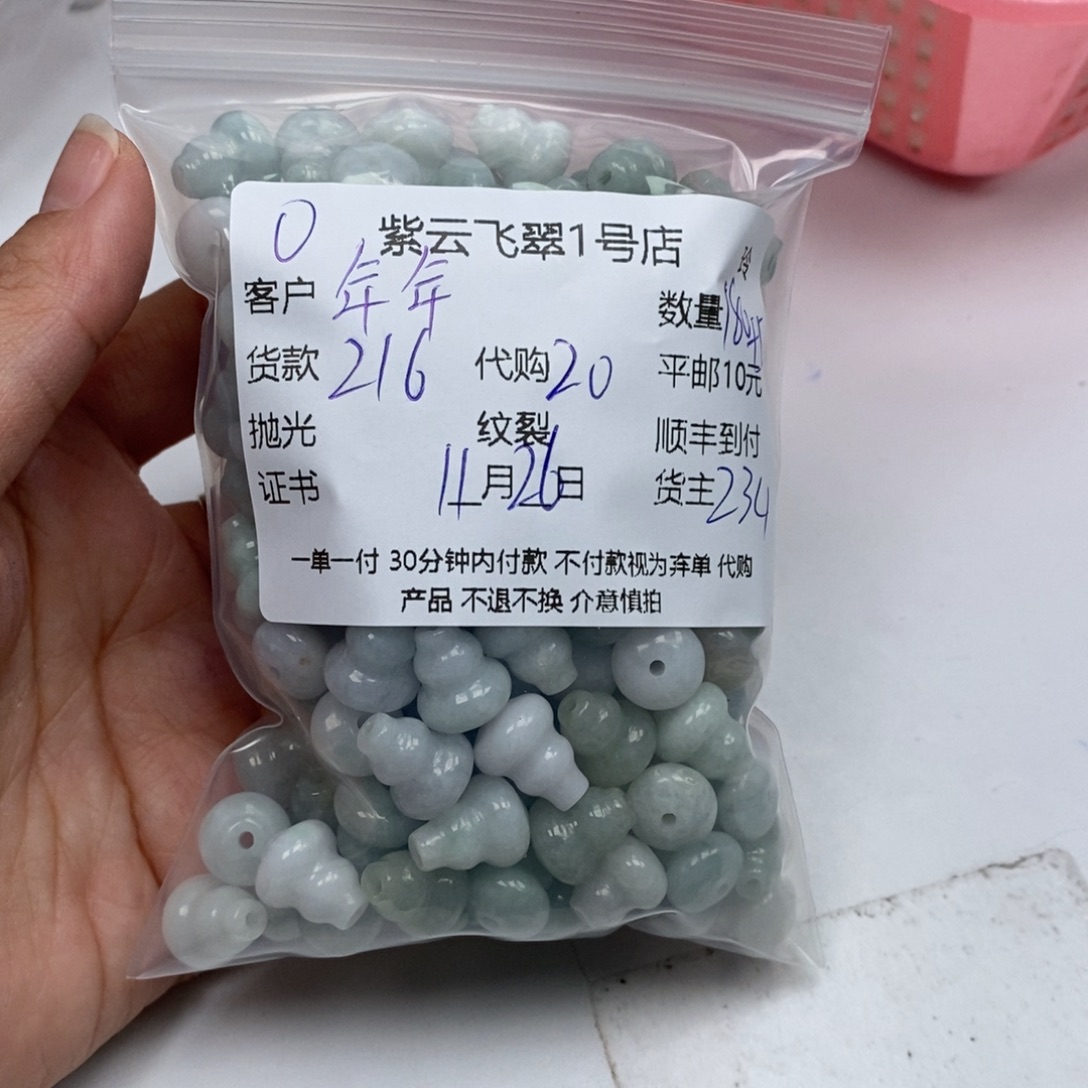 0 紫云飞翠1号店
玲
客户 年年 数量
货款 216 代购 20 平邮10元
抛光 纹裂 顺丰到付
证书 11月26日 货主 234
一单一付 30分钟内付款 不付款视为弃单 代购
产品 不退不换 介意慎拍